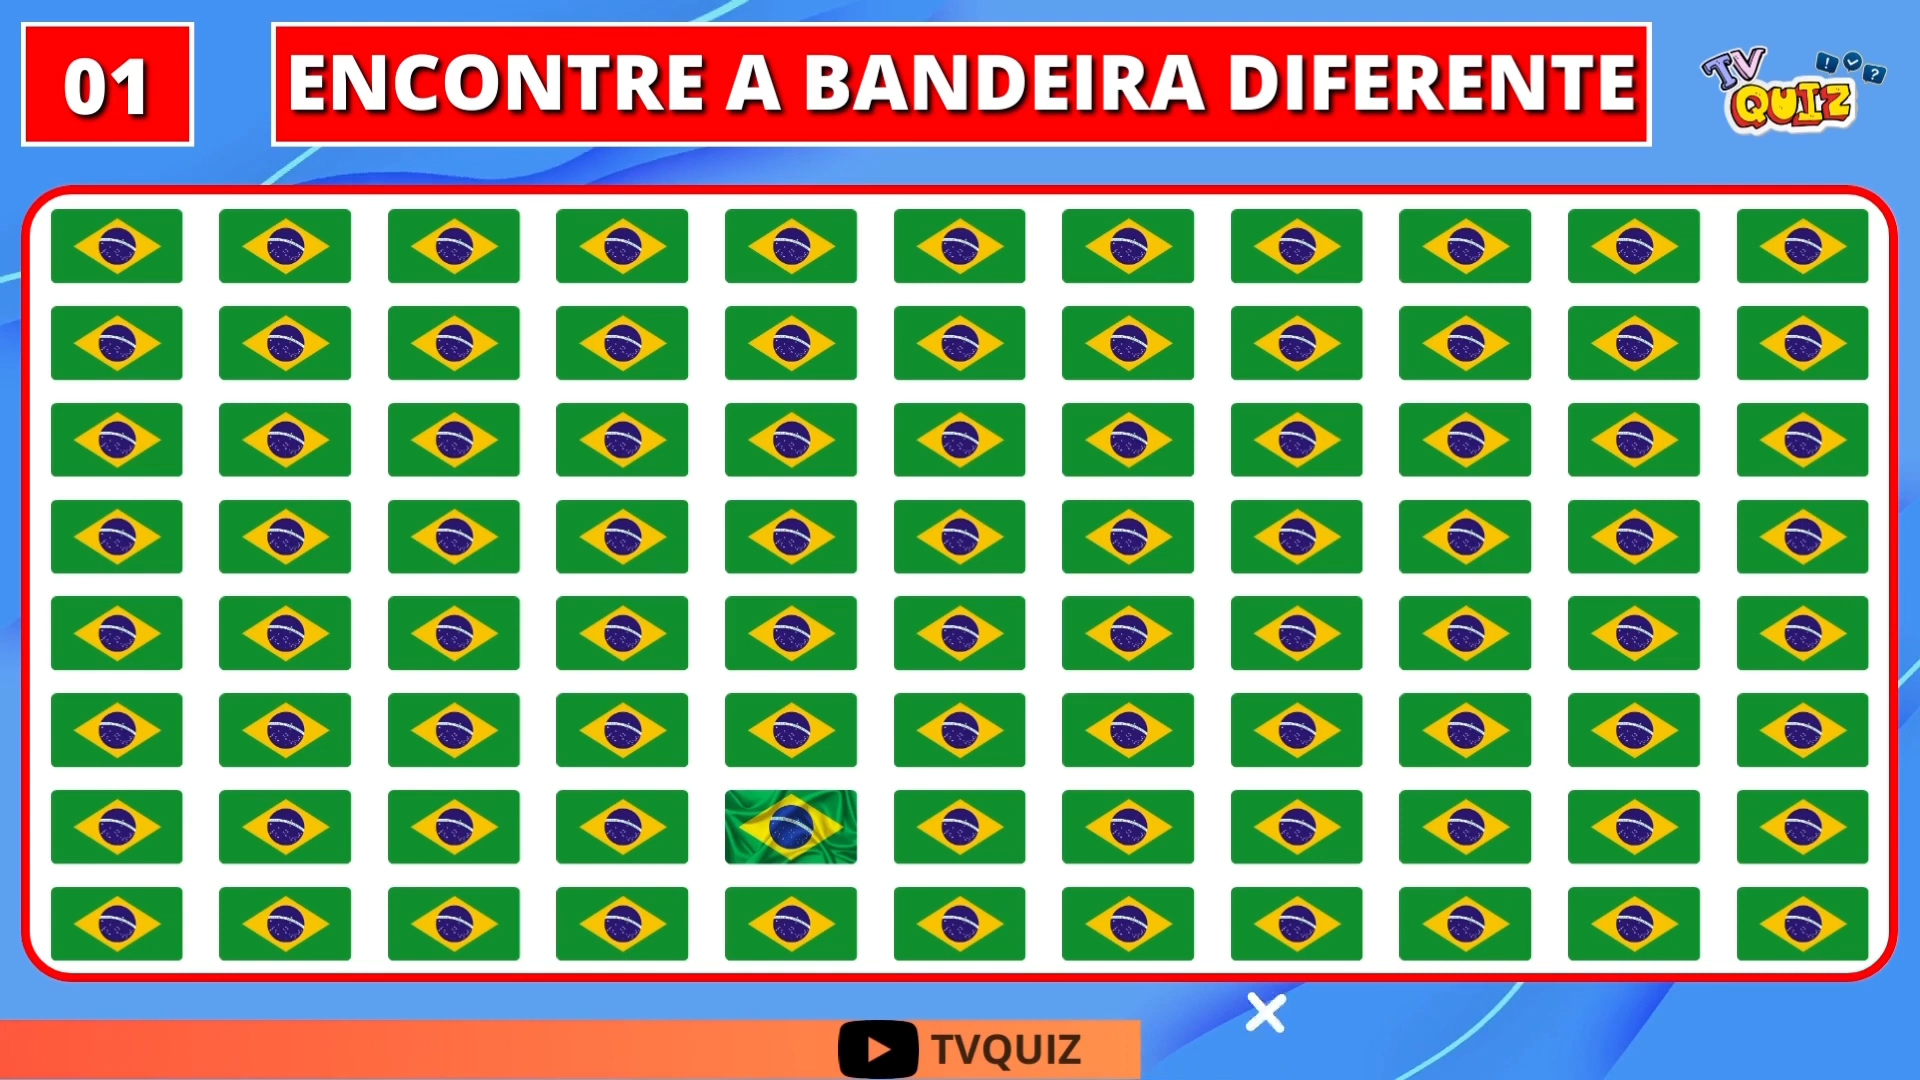 01
ENCONTRE A BANDEIRA DIFERENTE
TV
QUIZ
! ?
TVQUIZ